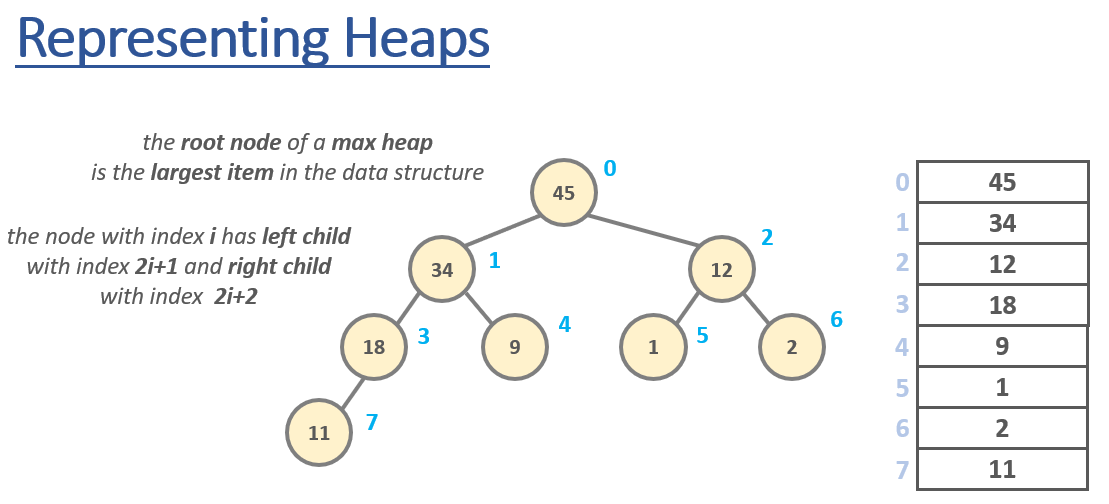 Representing Heaps
the root node of a max heap
is the largest item in the data structure
the node with index i has left child
with index 2i+1 and right child
with index 2i+2
45 0
34 1
12 2
18 3
9 4
1 5
2 6
11 7
0 45
1 34
2 12
3 18
4 9
5 1
6 2
7 11